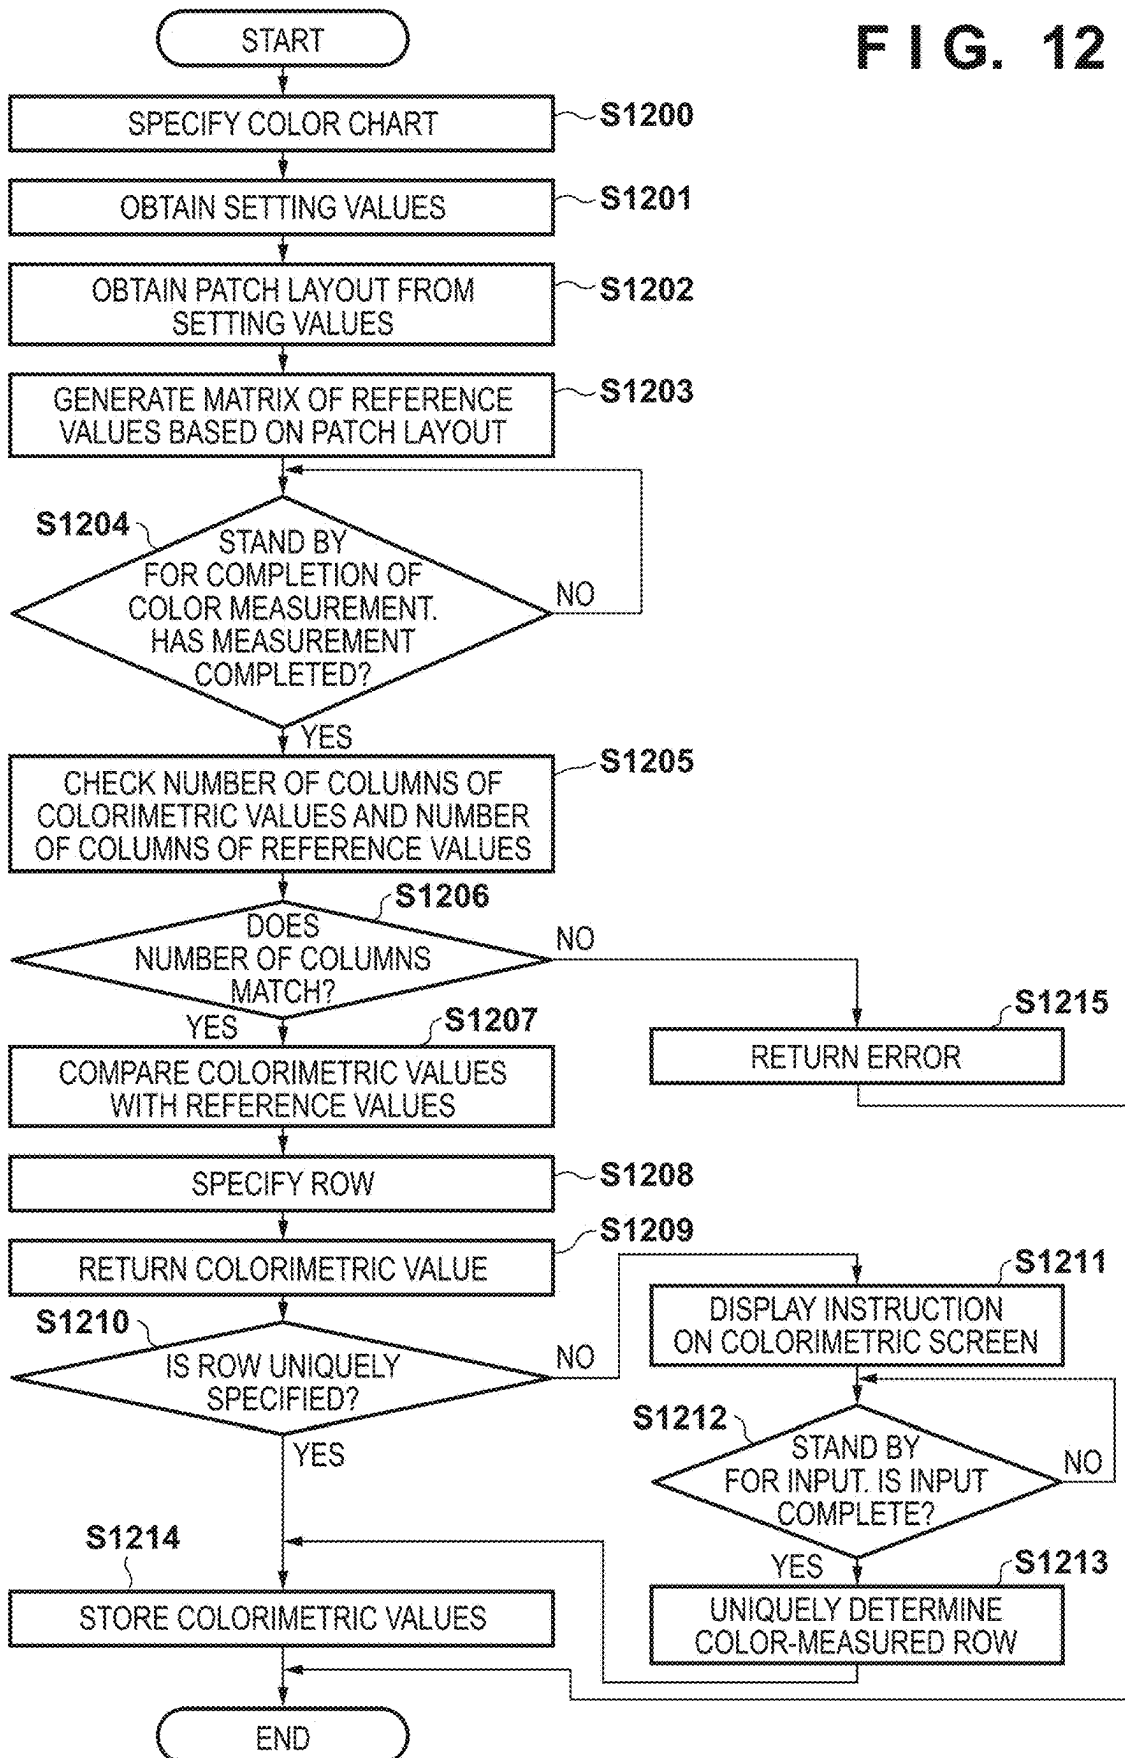 FIG. 12
START
SPECIFY COLOR CHART
S1200
OBTAIN SETTING VALUES
S1201
OBTAIN PATCH LAYOUT FROM
SETTING VALUES
S1202
GENERATE MATRIX OF REFERENCE
VALUES BASED ON PATCH LAYOUT
S1203
S1204
STAND BY
FOR COMPLETION OF
COLOR MEASUREMENT.
HAS MEASUREMENT
COMPLETED?
NO
YES
CHECK NUMBER OF COLUMNS OF
COLORIMETRIC VALUES AND NUMBER
OF COLUMNS OF REFERENCE VALUES
S1205
S1206
DOES
NUMBER OF COLUMNS
MATCH?
NO
YES
S1215
RETURN ERROR
S1207
COMPARE COLORIMETRIC VALUES
WITH REFERENCE VALUES
SPECIFY ROW
S1208
RETURN COLORIMETRIC VALUE
S1209
S1210
IS ROW UNIQUELY
SPECIFIED?
NO
YES
S1211
DISPLAY INSTRUCTION
ON COLORIMETRIC SCREEN
S1212
STAND BY
FOR INPUT. IS INPUT
COMPLETE?
NO
YES
S1213
UNIQUELY DETERMINE
COLOR-MEASURED ROW
S1214
STORE COLORIMETRIC VALUES
END